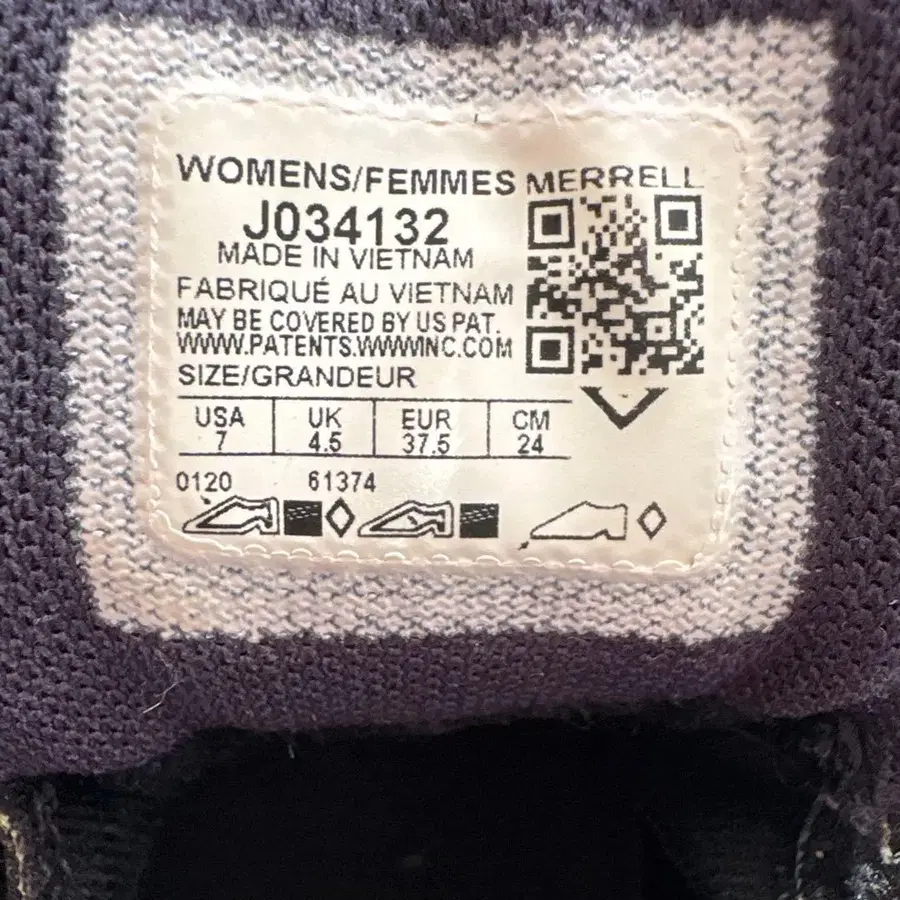 WOMENS/FEMMES MERRELL
J034132
MADE IN VIETNAM
FABRIQUÉ AU VIETNAM
MAY BE COVERED BY US PAT.
WWW.PATENTS.WWWINC.COM
SIZE/GRANDEUR
USA UK EUR CM
7 4.5 37.5 24
0120 61374